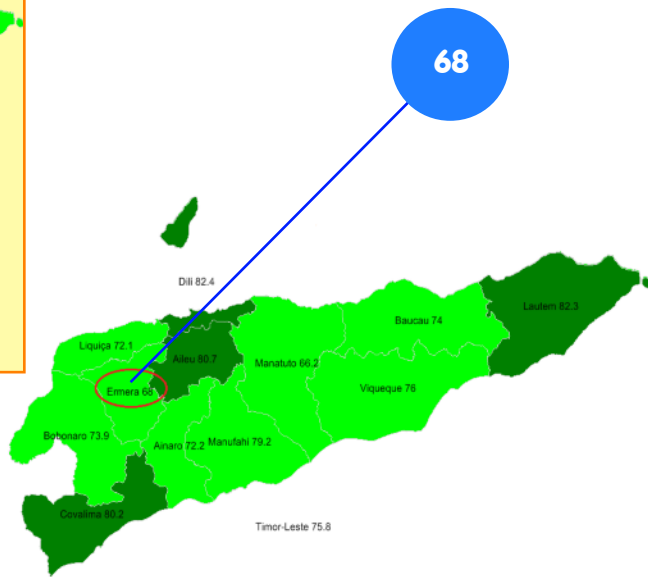 68
Dili 82.4
Lautem 82.3
Baucau 74
Liquiça 72.1
Aileu 80.7
Manatuto 66.2
Ermera 68
Viqueque 76
Bobonaro 73.9
Ainaro 72.2
Manufahi 79.2
Covalima 80.2
Timor-Leste 75.8